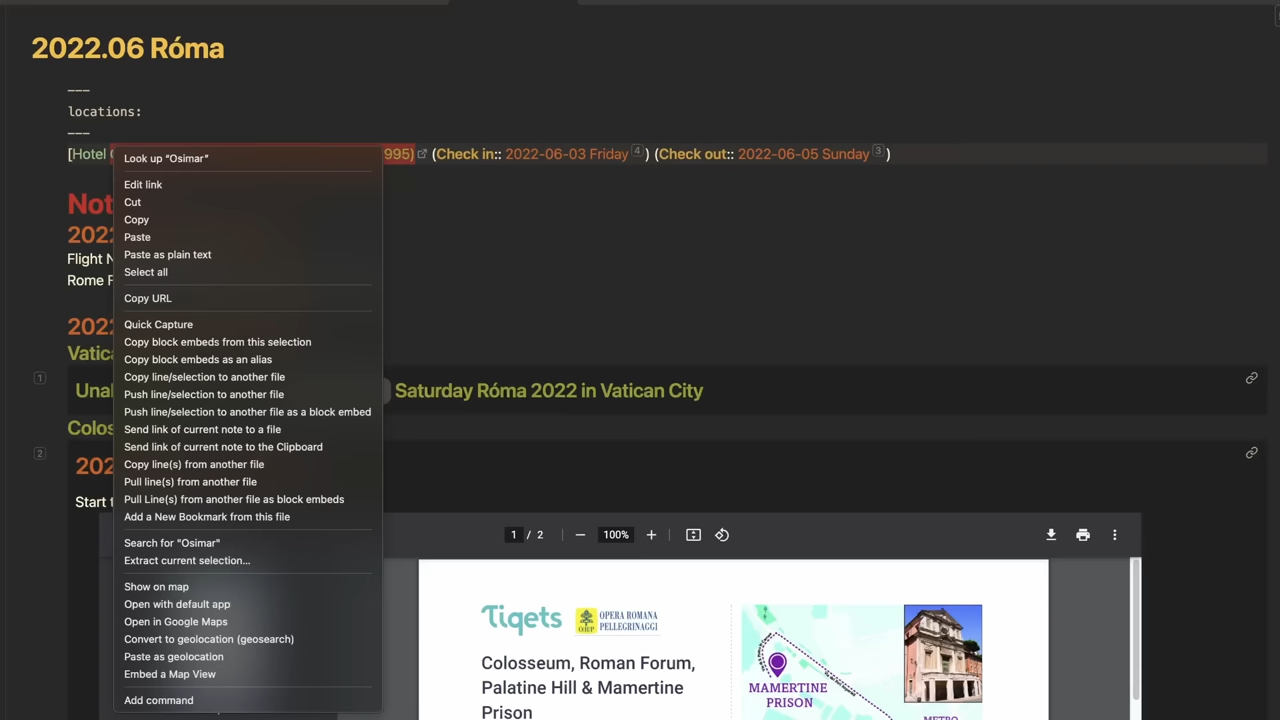 2022.06 Róma
---
locations:
---
[Hotel 995) (Check in:: 2022-06-03 Friday 4) (Check out:: 2022-06-05 Sunday 3)
Look up "Osimar"
Edit link
Cut
Copy
Paste
Paste as plain text
Select all
Copy URL
Quick Capture
Copy block embeds from this selection
Copy block embeds as an alias
Copy line/selection to another file
Push line/selection to another file
Push line/selection to another file as a block embed
Send link of current note to a file
Send link of current note to the Clipboard
Copy line(s) from another file
Pull line(s) from another file
Pull Line(s) from another file as block embeds
Add a New Bookmark from this file
Search for "Osimar"
Extract current selection...
Show on map
Open with default app
Open in Google Maps
Convert to geolocation (geosearch)
Paste as geolocation
Embed a Map View
Add command
Flight
Rome
1
Saturday Róma 2022 in Vatican City
2
Start
1 / 2
100%
Tiqets
OPERA ROMANA
PELLEGRINAGGI
Colosseum, Roman Forum,
Palatine Hill & Mamertine
Prison
MAMERTINE
PRISON
METRO